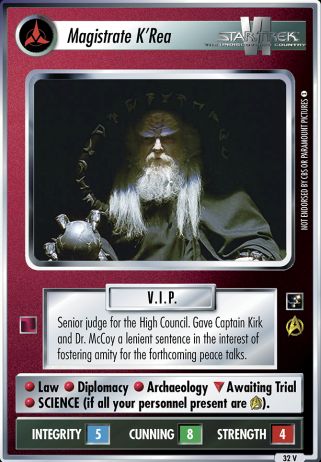 Magistrate K'Rea
STAR TREK
VI
THE UNDISCOVERED COUNTRY
NOT ENDORSED BY CBS OR PARAMOUNT PICTURES
V.I.P.
Senior judge for the High Council. Gave Captain Kirk
and Dr. McCoy a lenient sentence in the interest of
fostering amity for the forthcoming peace talks.
Law Diplomacy Archaeology Awaiting Trial
SCIENCE (if all your personnel present are ).
INTEGRITY 5 CUNNING 8 STRENGTH 4
32 V